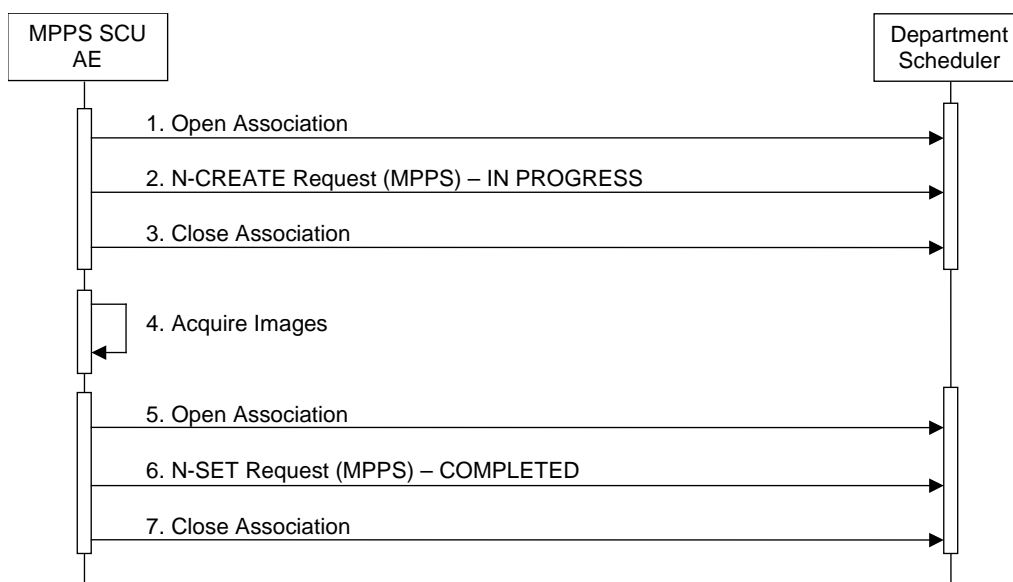 MPPS SCU
AE
Department
Scheduler
1. Open Association
2. N-CREATE Request (MPPS) – IN PROGRESS
3. Close Association
4. Acquire Images
5. Open Association
6. N-SET Request (MPPS) – COMPLETED
7. Close Association